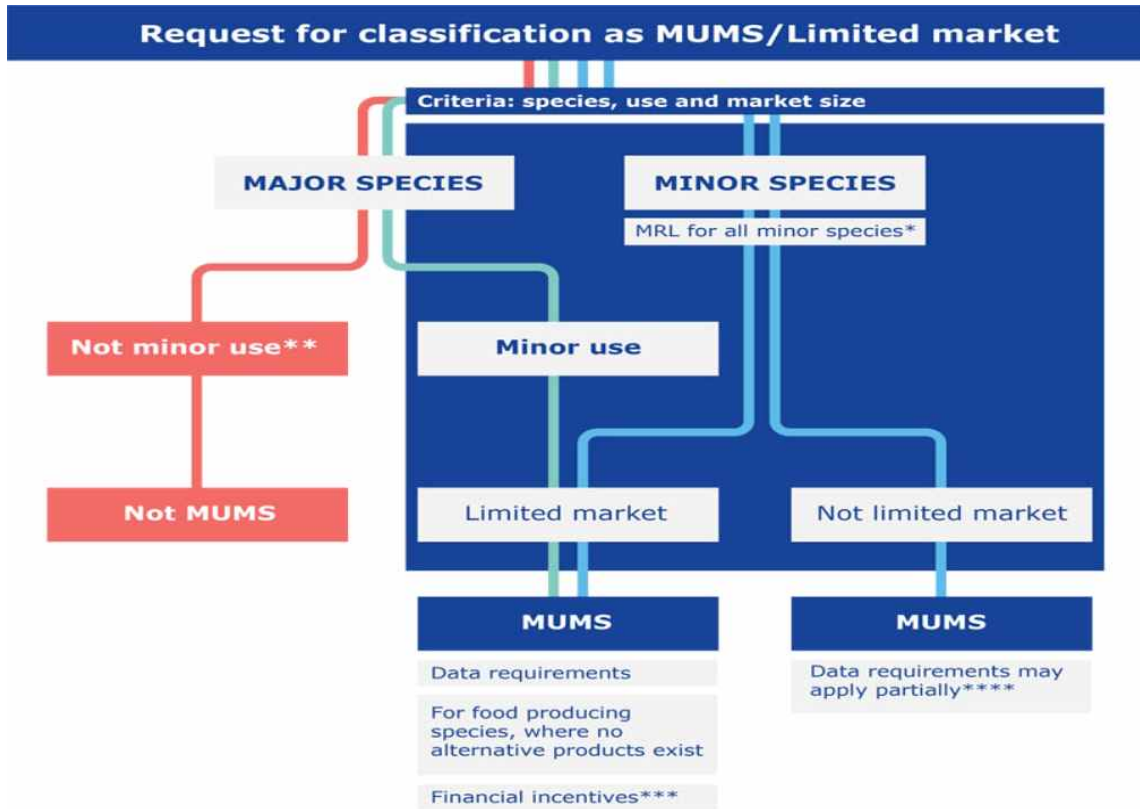 Request for classification as MUMS/Limited market
Criteria: species, use and market size
MAJOR SPECIES
MINOR SPECIES
MRL for all minor species*
Not minor use**
Minor use
Not MUMS
Limited market
Not limited market
MUMS
Data requirements
For food producing
species, where no
alternative products exist
Financial incentives***
MUMS
Data requirements may
apply partially****